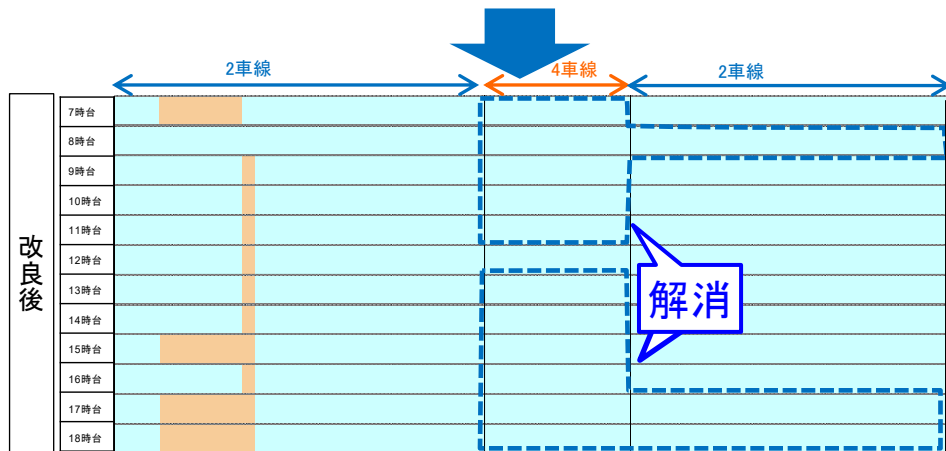 2車線
4車線
2車線
改良後
7時台
8時台
9時台
10時台
11時台
12時台
13時台
14時台
15時台
16時台
17時台
18時台
解消